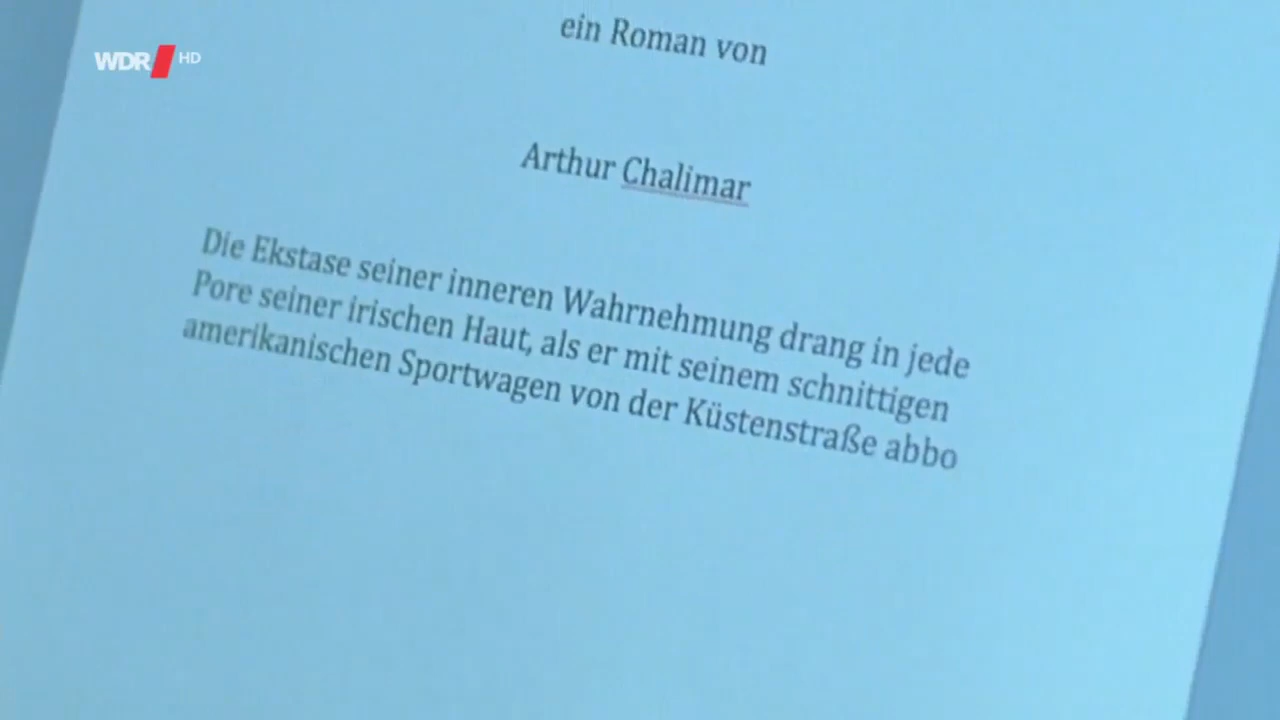 WDR HD
ein Roman von
Arthur Chalimar
Die Ekstase seiner inneren Wahrnehmung drang in jede
Pore seiner irischen Haut, als er mit seinem schnittigen
amerikanischen Sportwagen von der Küstenstraße abbo